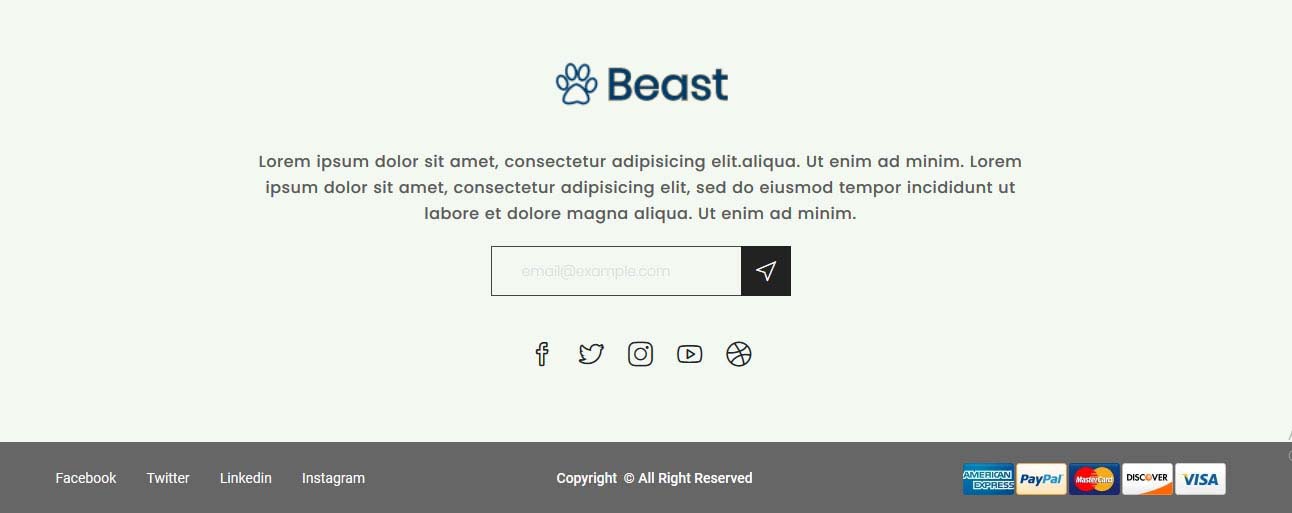 Beast
Lorem ipsum dolor sit amet, consectetur adipisicing elit.aliqua. Ut enim ad minim. Lorem
ipsum dolor sit amet, consectetur adipisicing elit, sed do eiusmod tempor incididunt ut
labore et dolore magna aliqua. Ut enim ad minim.
email@example.com
Facebook Twitter Linkedin Instagram Copyright © All Right Reserved AMERICAN EXPRESS PayPal MasterCard DISCOVER VISA